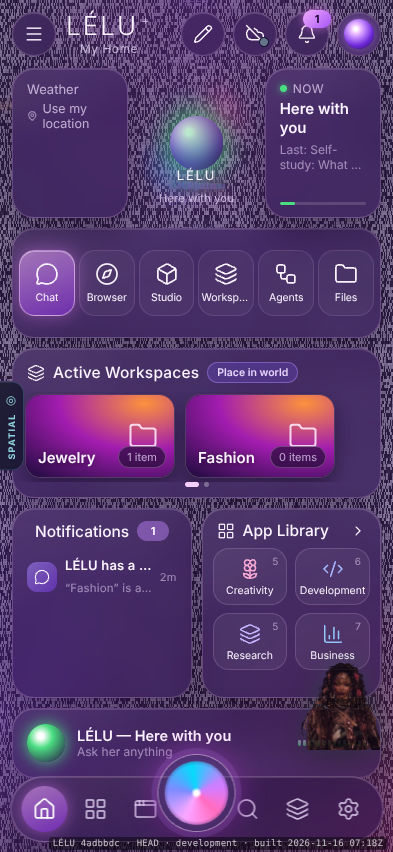 1
LÉLU +
My Home
Weather
Use my
location
LÉLU
Here with you
NOW
Here with
you
Last: Self-
study: What ...
Chat
Browser
Studio
Worksp...
Agents
Files
SPATIAL
Active Workspaces
Place in world
Jewelry
1 item
Fashion
0 items
Notifications
1
LÉLU has a ...
"Fashion" is a...
2m
App Library
5
Creativity
6
Development
5
Research
7
Business
LÉLU — Here with you
Ask her anything
LÉLU 4adbbdc · HEAD · development · built 2026-11-16 07:18Z